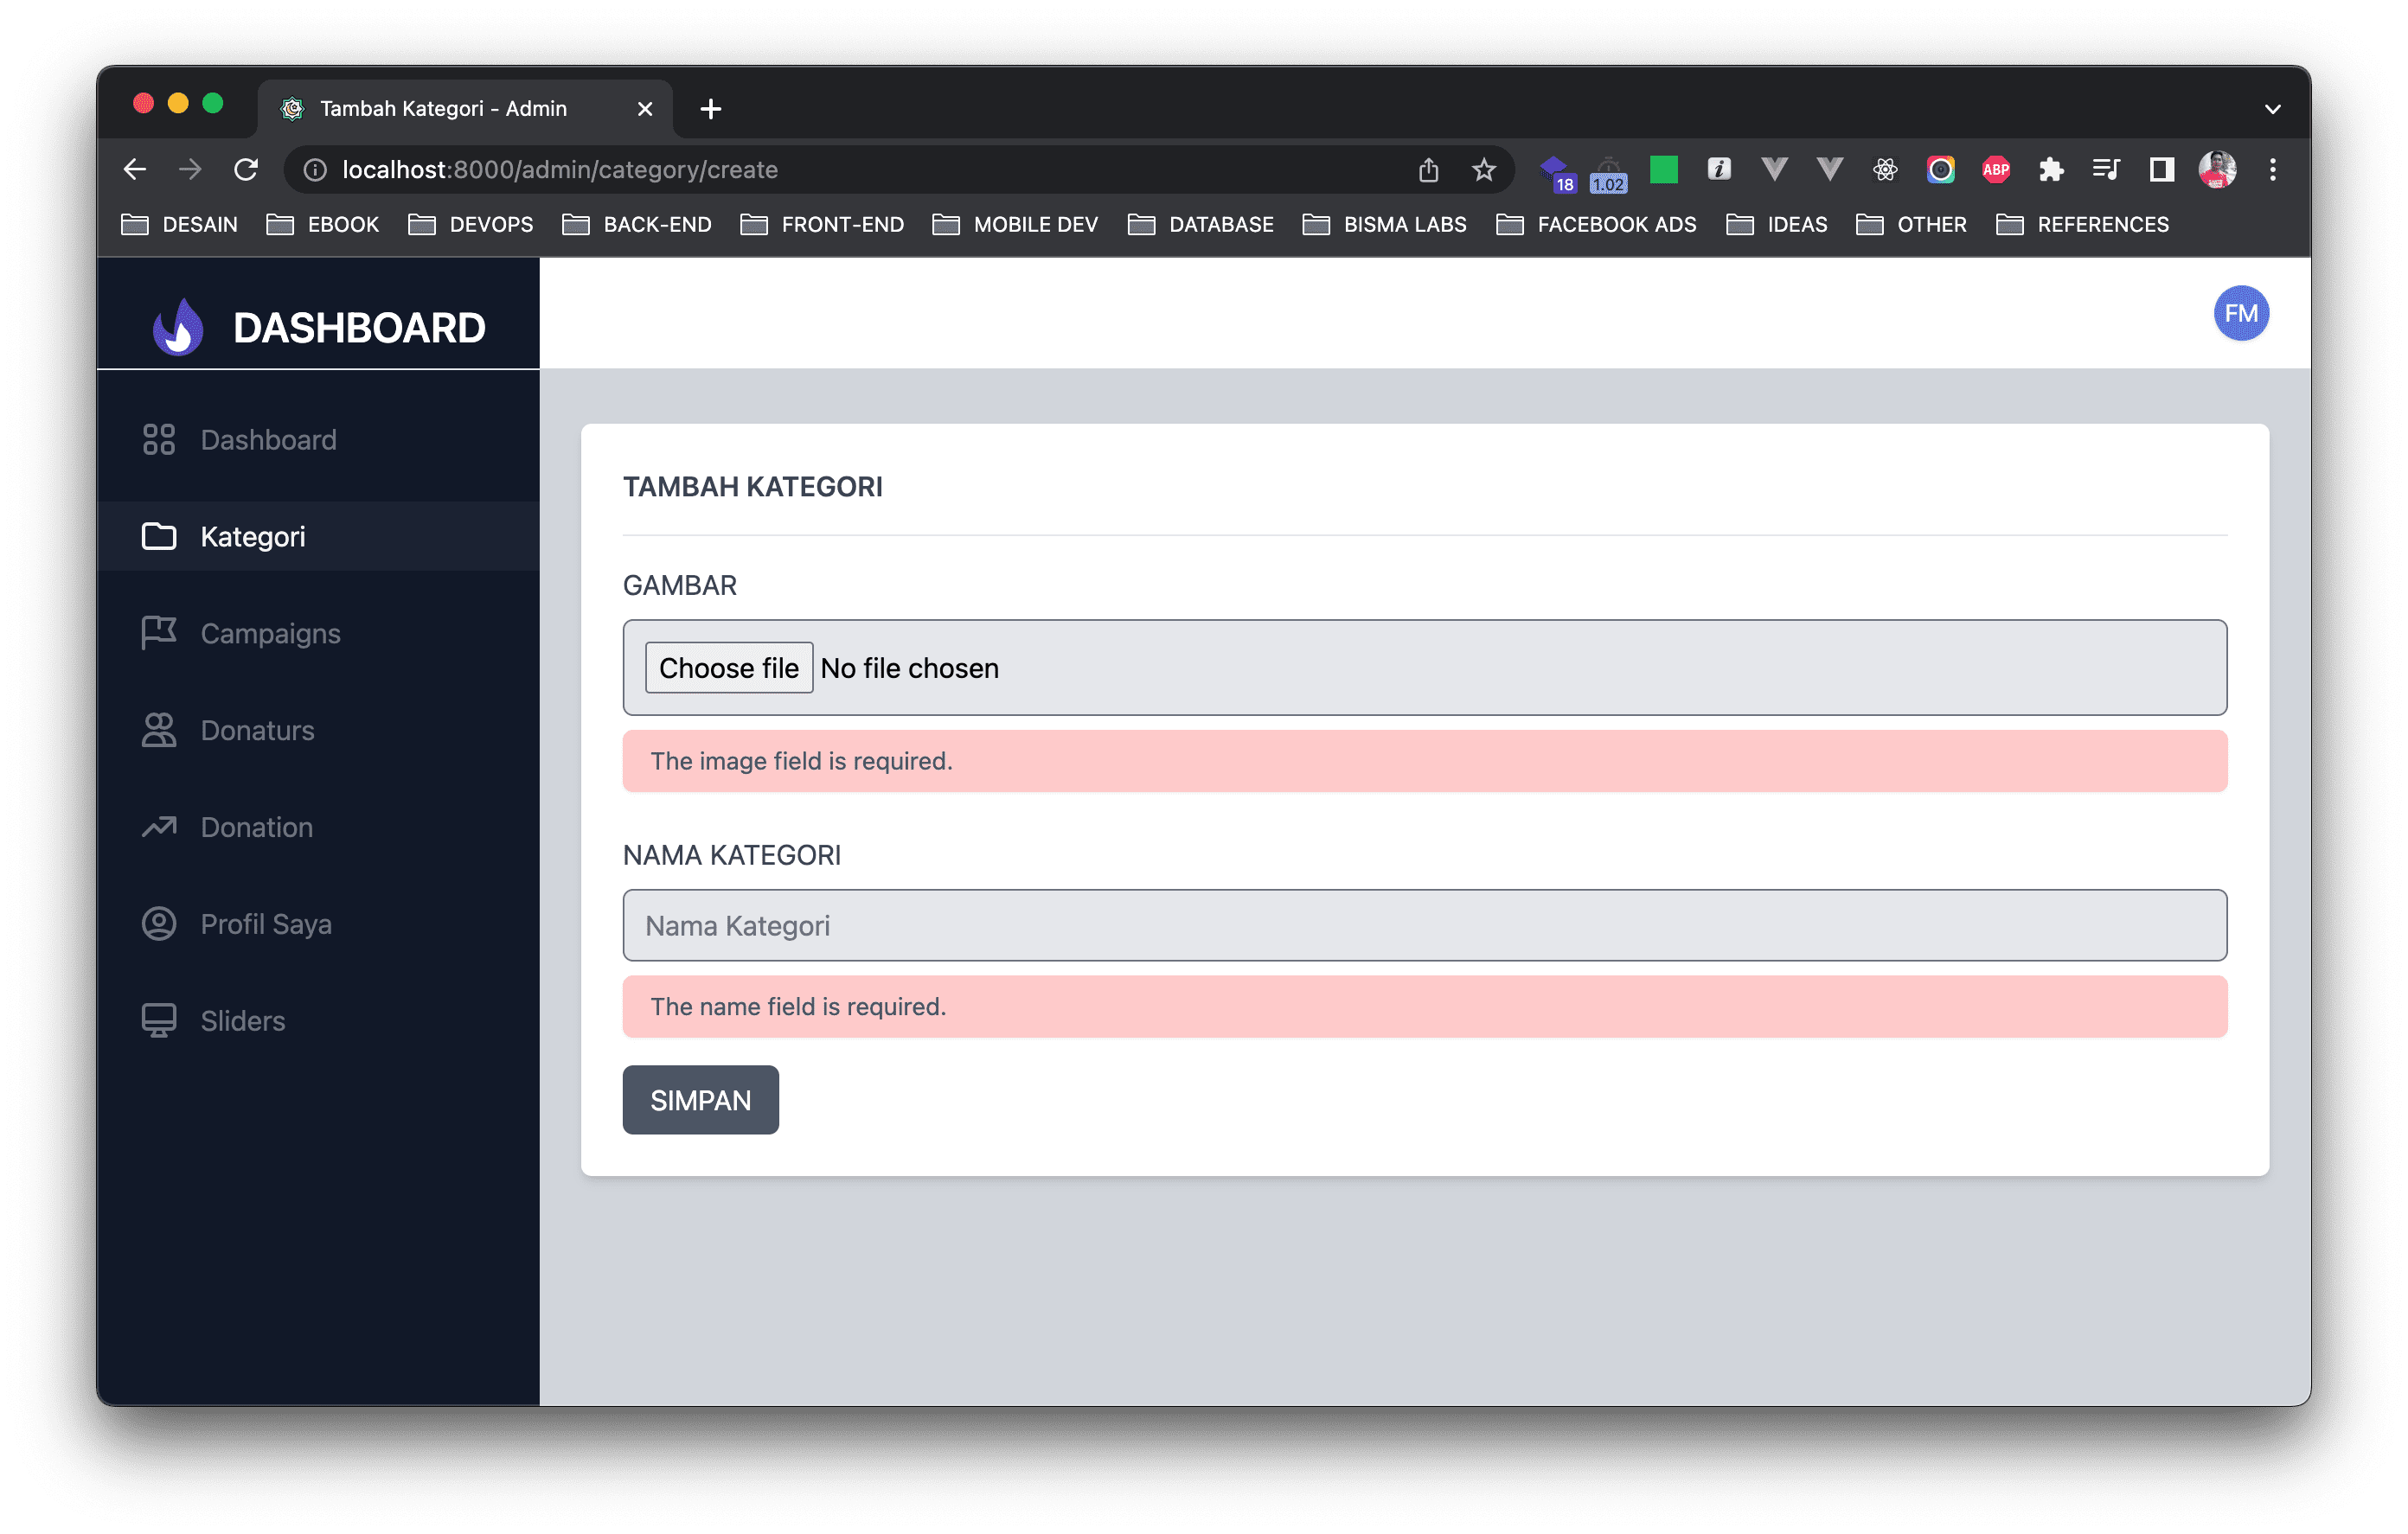 Tambah Kategori - Admin
localhost:8000/admin/category/create
18
1.02
ABP
DESAIN EBOOK DEVOPS BACK-END FRONT-END MOBILE DEV DATABASE BISMA LABS FACEBOOK ADS IDEAS OTHER REFERENCES
DASHBOARD
FM
Dashboard
Kategori
Campaigns
Donaturs
Donation
Profil Saya
Sliders
TAMBAH KATEGORI
GAMBAR
Choose file No file chosen
The image field is required.
NAMA KATEGORI
Nama Kategori
The name field is required.
SIMPAN